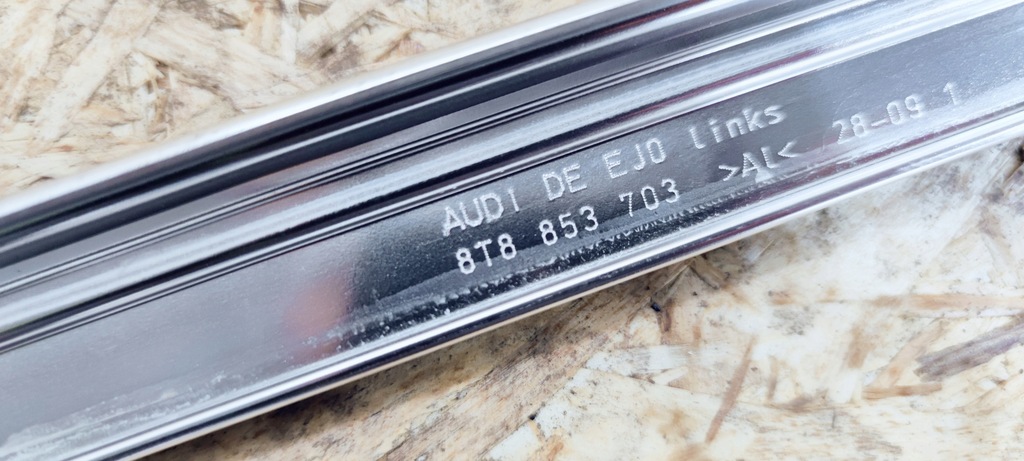 AUDI DE EJO links
8T8 853 703 >AL< 28-09 1